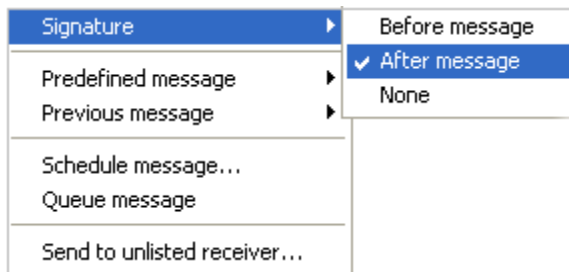 Signature
Before message
After message
None
Predefined message
Previous message
Schedule message...
Queue message
Send to unlisted receiver...